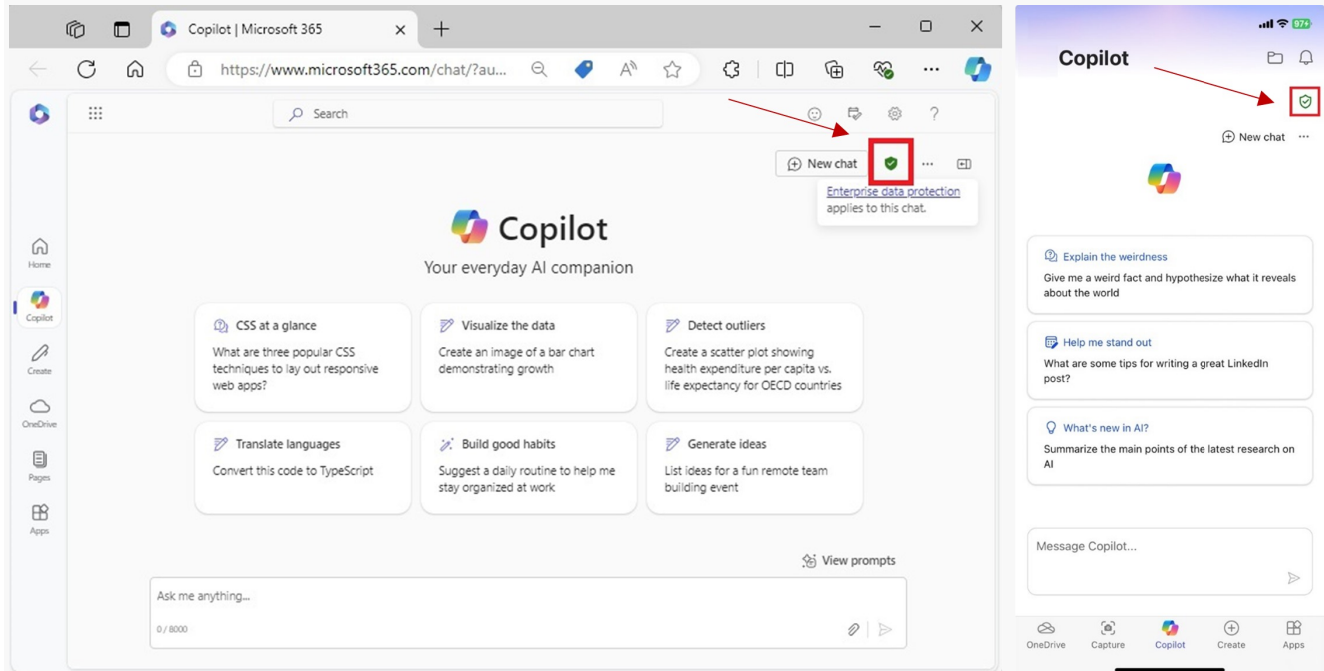 Copilot | Microsoft 365
https://www.microsoft365.com/chat/?au...
Search
New chat
Enterprise data protection
applies to this chat.
Copilot
Your everyday AI companion
Home
Copilot
Create
OneDrive
Pages
Apps
CSS at a glance
What are three popular CSS
techniques to lay out responsive
web apps?
Visualize the data
Create an image of a bar chart
demonstrating growth
Detect outliers
Create a scatter plot showing
health expenditure per capita vs.
life expectancy for OECD countries
Translate languages
Convert this code to TypeScript
Build good habits
Suggest a daily routine to help me
stay organized at work
Generate ideas
List ideas for a fun remote team
building event
View prompts
Ask me anything...
0 / 8000
97
Copilot
New chat
Explain the weirdness
Give me a weird fact and hypothesize what it reveals
about the world
Help me stand out
What are some tips for writing a great LinkedIn
post?
What's new in AI?
Summarize the main points of the latest research on
AI
Message Copilot...
OneDrive
Capture
Copilot
Create
Apps